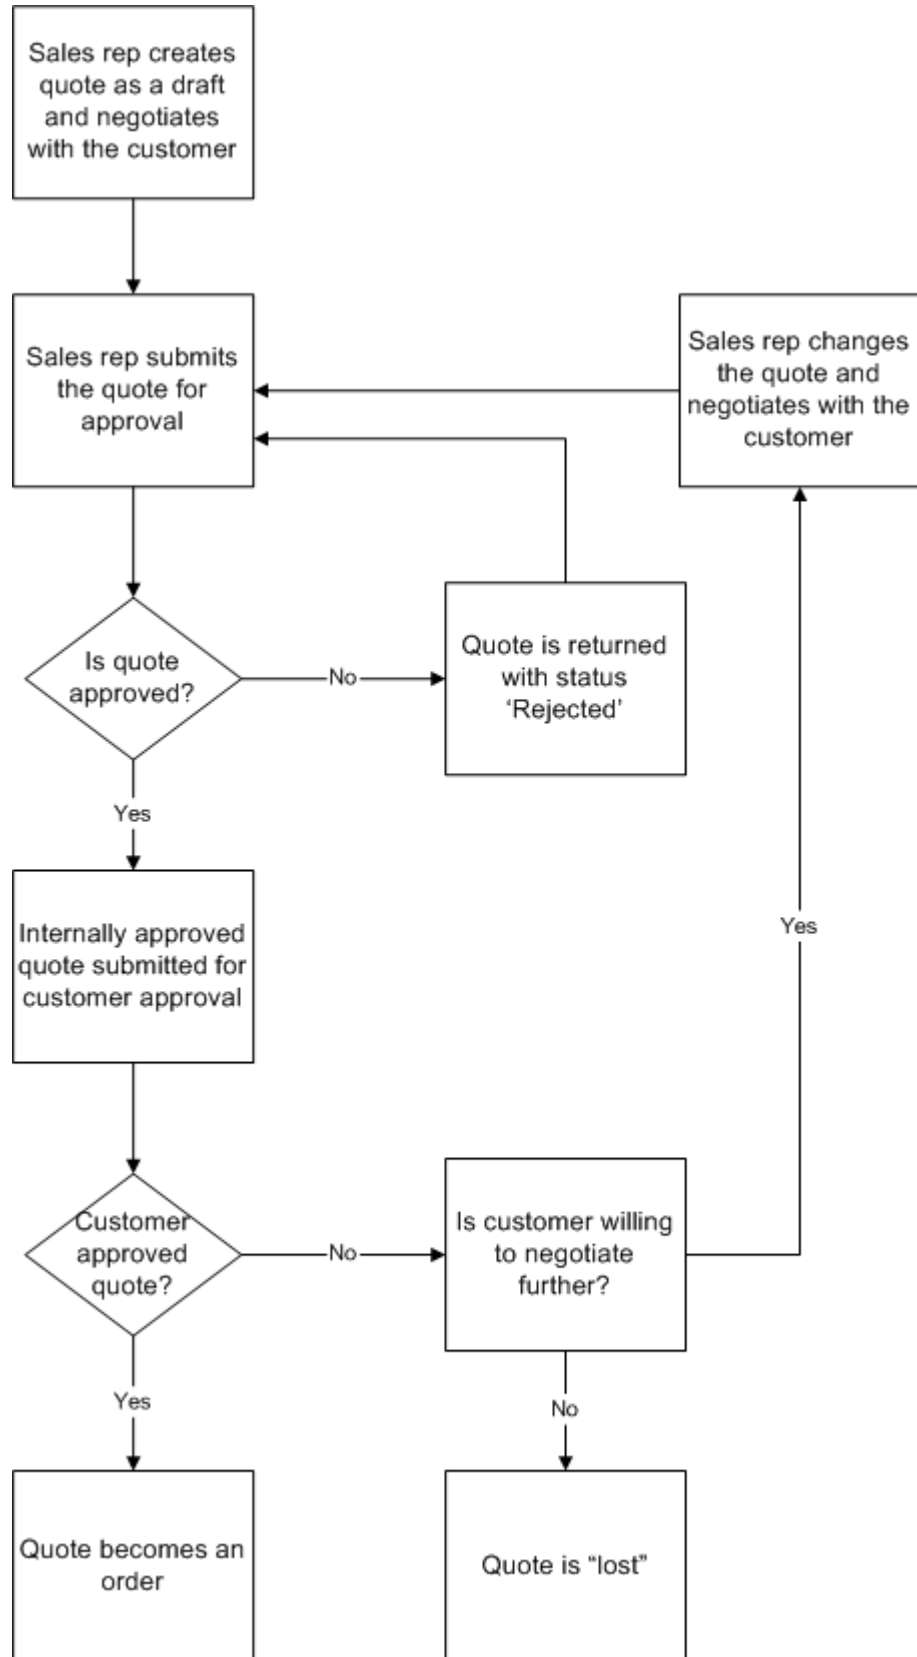 Sales rep creates
quote as a draft
and negotiates
with the customer
Sales rep submits
the quote for
approval
Sales rep changes
the quote and
negotiates with the
customer
Is quote
approved?
No
Quote is returned
with status
‘Rejected’
Yes
Internally approved
quote submitted for
customer approval
Yes
Customer
approved
quote?
No
Is customer willing
to negotiate
further?
Yes
No
Quote becomes an
order
Quote is “lost”